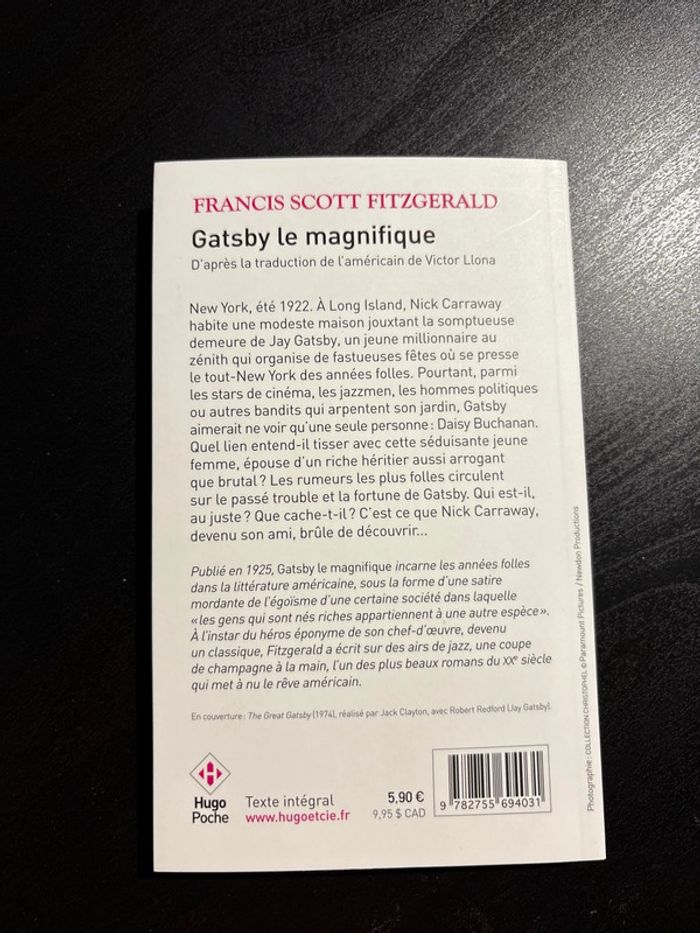 FRANCIS SCOTT FITZGERALD
Gatsby le magnifique
D'après la traduction de l'américain de Victor Llona
New York, été 1922. À Long Island, Nick Carraway
habite une modeste maison jouxtant la somptueuse
demeure de Jay Gatsby, un jeune millionnaire au
zénith qui organise de fastueuses fêtes où se presse
le tout-New York des années folles. Pourtant, parmi
les stars de cinéma, les jazzmen, les hommes politiques
ou autres bandits qui arpentent son jardin, Gatsby
aimerait ne voir qu'une seule personne : Daisy Buchanan.
Quel lien entend-il tisser avec cette séduisante jeune
femme, épouse d'un riche héritier aussi arrogant
que brutal ? Les rumeurs les plus folles circulent
sur le passé trouble et la fortune de Gatsby. Qui est-il,
au juste ? Que cache-t-il ? C'est ce que Nick Carraway,
devenu son ami, brûle de découvrir...
Publié en 1925, Gatsby le magnifique incarne les années folles
dans la littérature américaine, sous la forme d'une satire
mordante de l'égoïsme d'une certaine société dans laquelle
« les gens qui sont nés riches appartiennent à une autre espèce ».
À l'instar du héros éponyme de son chef-d'œuvre, devenu
un classique, Fitzgerald a écrit sur des airs de jazz, une coupe
de champagne à la main, l'un des plus beaux romans du XXe siècle
qui met à nu le rêve américain.
En couverture : The Great Gatsby (1974), réalisé par Jack Clayton, avec Robert Redford (Jay Gatsby).
Photographie : COLLECTION CHRISTOPHEL © Paramount Pictures / Newdon Productions
H
Hugo
Poche
Texte intégral
www.hugoetcie.fr
5,90 €
9,95 $ CAD
9 782755 694031